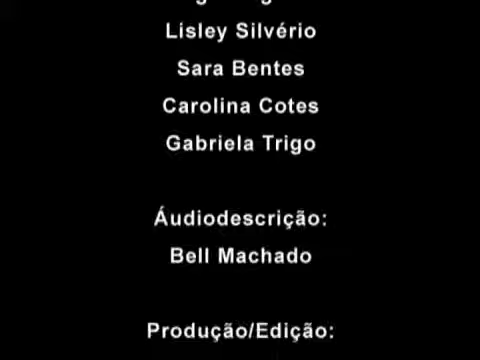 Lisley Silvério
Sara Bentes
Carolina Cotes
Gabriela Trigo
Áudiodescrição:
Bell Machado
Produção/Edição: